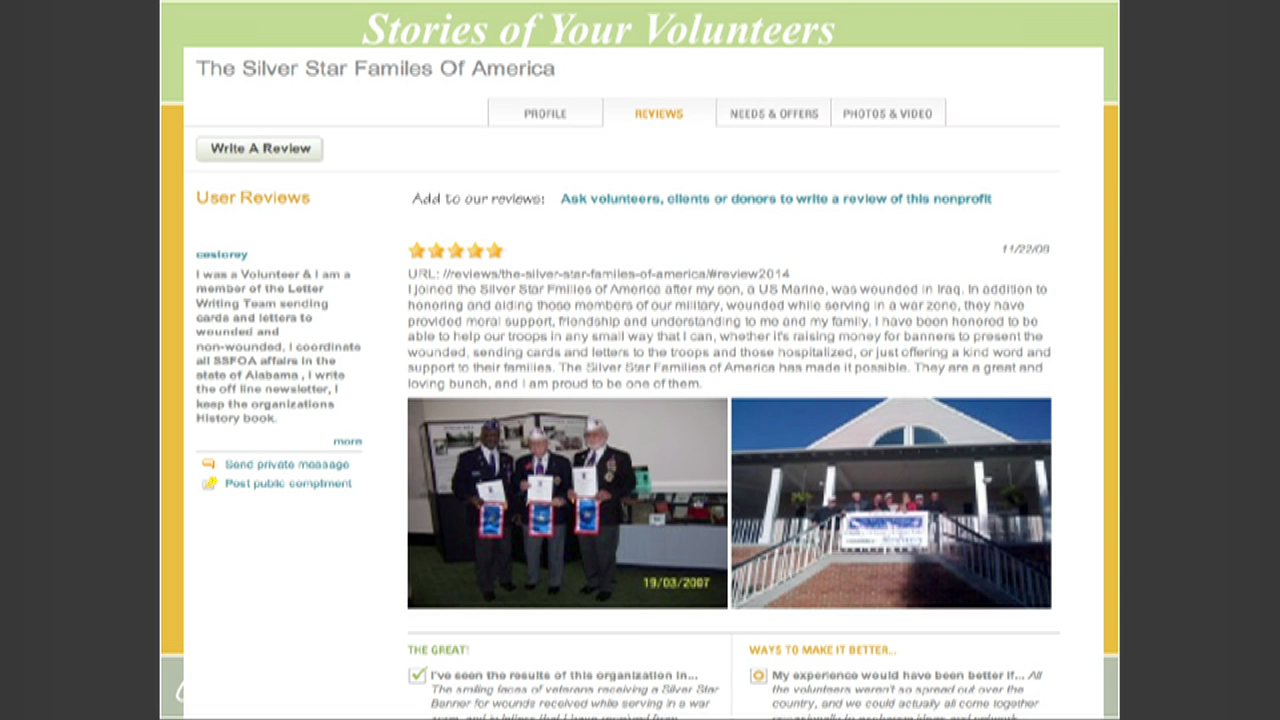 Stories of Your Volunteers
The Silver Star Familes Of America
PROFILE
REVIEWS
NEEDS & OFFERS
PHOTOS & VIDEO
Write A Review
User Reviews
Add to our reviews:
Ask volunteers, clients or donors to write a review of this nonprofit
cestorey
I was a Volunteer & I am a
member of the Letter
Writing Team sending
cards and letters to
wounded and
non-wounded, I coordinate
all SSFOA affairs in the
state of Alabama , I write
the off line newsletter, I
keep the organizations
History book.
more
Send private message
Post public compliment
11/22/08
URL: //reviews/the-silver-star-familes-of-america/#review2014
I joined the Silver Star Fmilies of America after my son, a US Marine, was wounded in Iraq. In addition to
honoring and aiding those members of our military, wounded while serving in a war zone, they have
provided moral support, friendship and understanding to me and my family. I have been honored to be
able to help our troops in any small way that I can, whether it's raising money for banners to present the
wounded, sending cards and letters to the troops and those hospitalized, or just offering a kind word and
support to their families. The Silver Star Families of America has made it possible. They are a great and
loving bunch, and I am proud to be one of them.
19/03/2007
THE GREAT!
I've seen the results of this organization in...
The smiling faces of veterans receiving a Silver Star
Banner for wounds received while serving in a war
WAYS TO MAKE IT BETTER...
My experience would have been better if... All
the volunteers weren't so spread out over the
country, and we could actually all come together